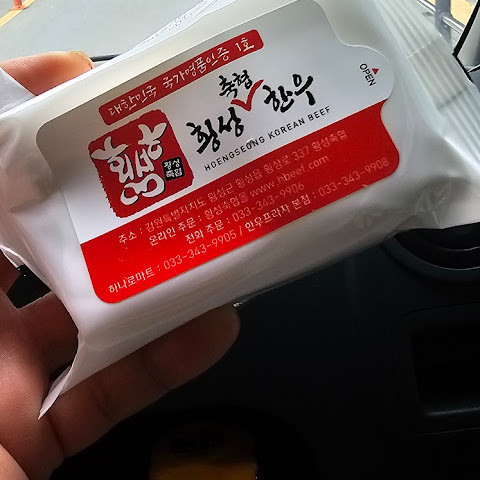 대한민국 국가명품인증 1호
축협
횡성 한우
HOENGSEONG KOREAN BEEF
OPEN
횡성
축협
주소 : 강원특별자치도 횡성군 횡성읍 횡성로 337 횡성축협
온라인 주문 : 횡성축협몰 www.hbeef.com
전화 주문 : 033-343-9906
하나로마트 : 033-343-9905 / 한우프라자 본점 : 033-343-9908